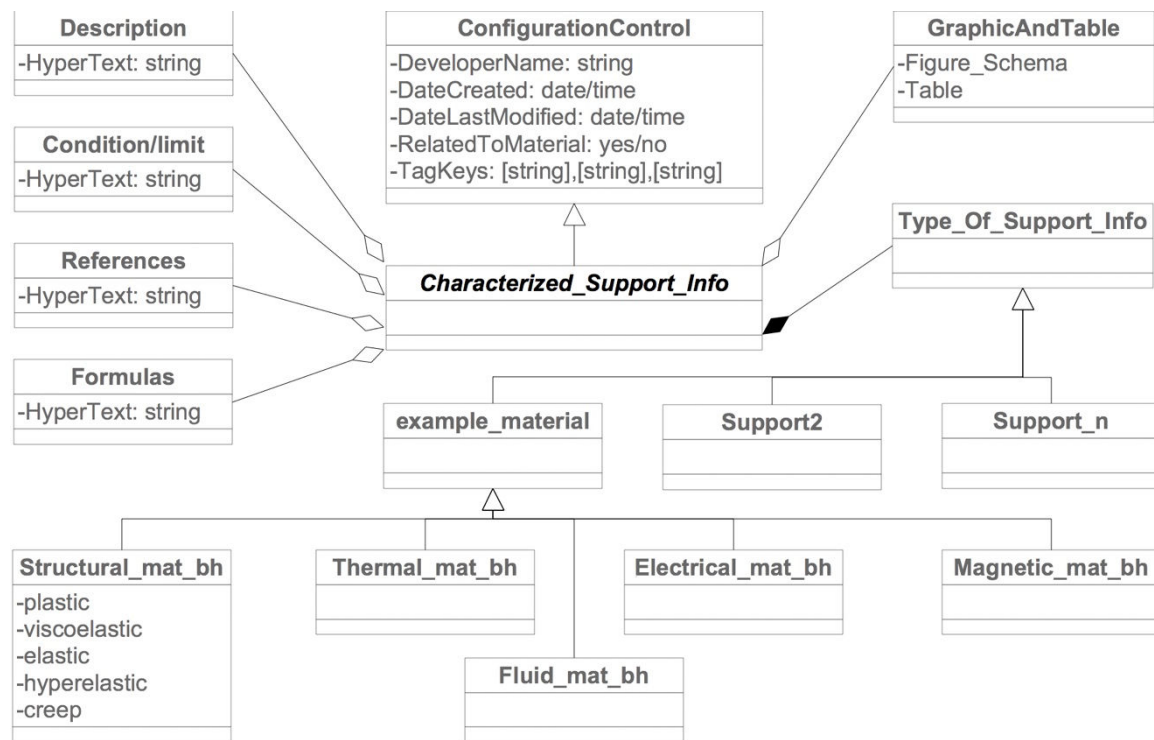 Description
-HyperText: string
Condition/limit
-HyperText: string
References
-HyperText: string
Formulas
-HyperText: string
ConfigurationControl
-DeveloperName: string
-DateCreated: date/time
-DateLastModified: date/time
-RelatedToMaterial: yes/no
-TagKeys: [string],[string],[string]
GraphicAndTable
-Figure_Schema
-Table
Characterized_Support_Info
Type_Of_Support_Info
example_material
Support2
Support_n
Structural_mat_bh
-plastic
-viscoelastic
-elastic
-hyperelastic
-creep
Thermal_mat_bh
Fluid_mat_bh
Electrical_mat_bh
Magnetic_mat_bh